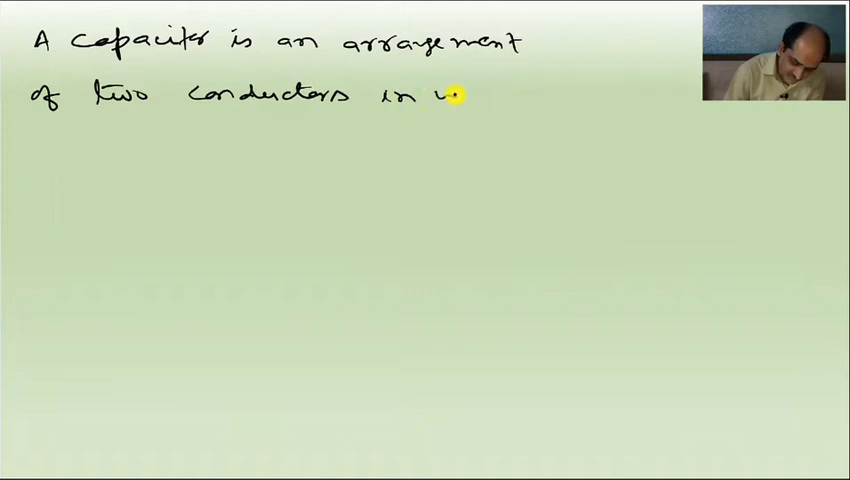 A capacitor is an arrangement
of two conductors in